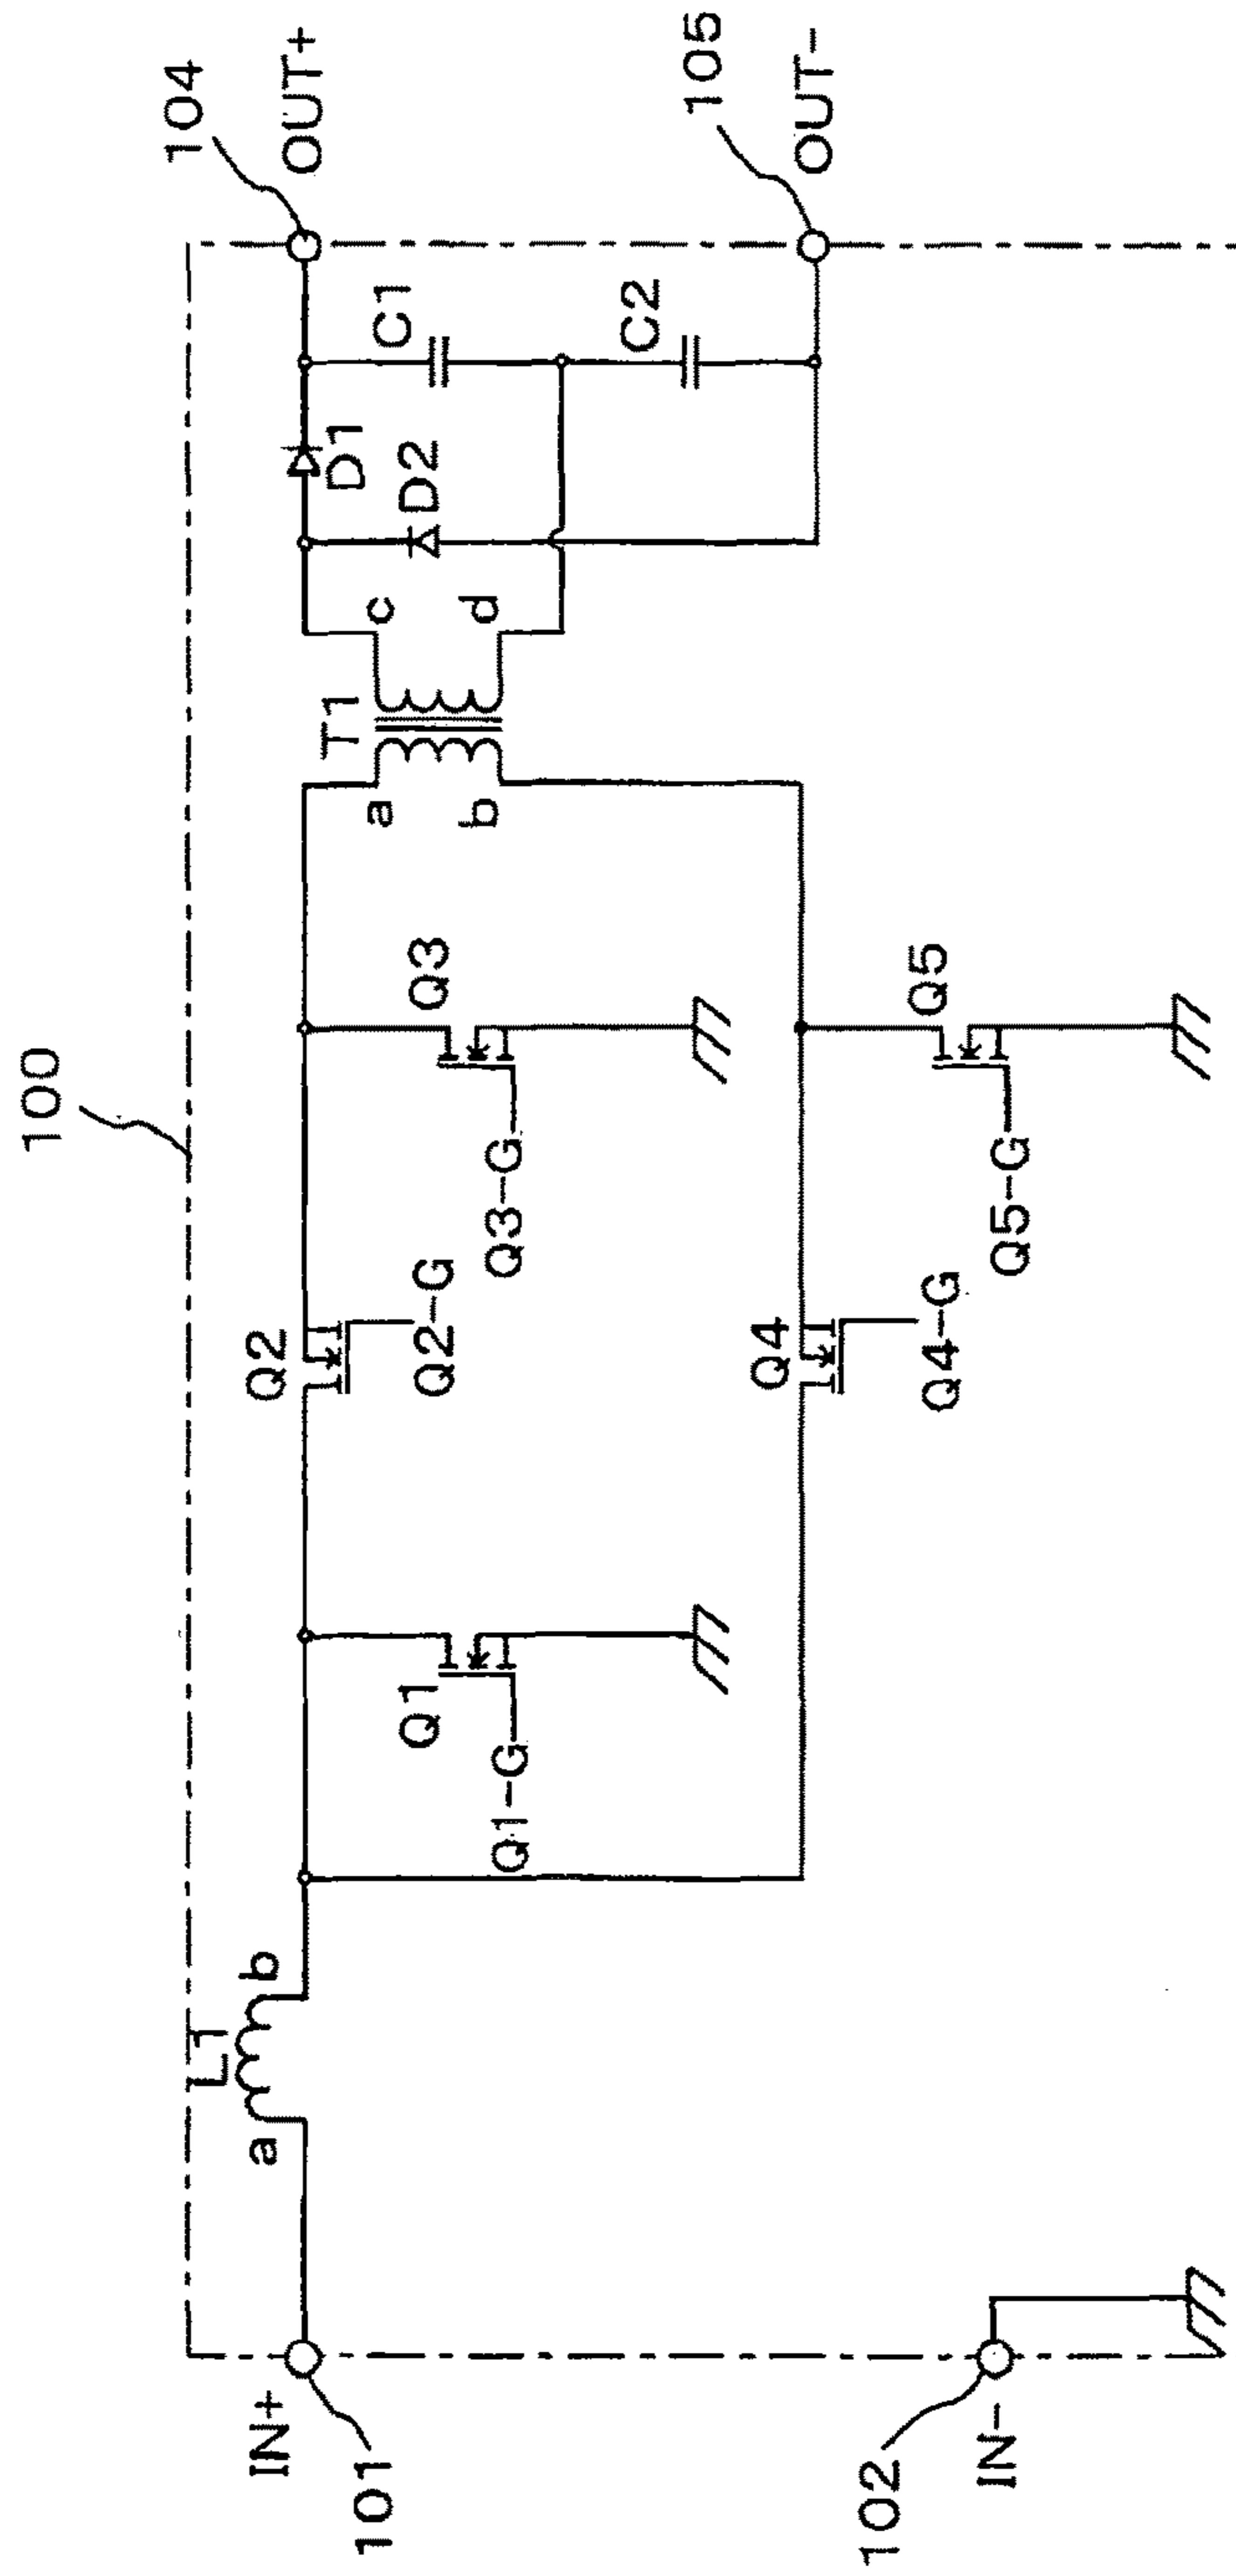 100
101
IN+
102
IN-
a
L1
b
Q1
Q1-G
Q2
Q2-G
Q3
Q3-G
Q4
Q4-G
Q5
Q5-G
T1
a
b
c
d
D1
D2
C1
C2
104
OUT+
105
OUT-